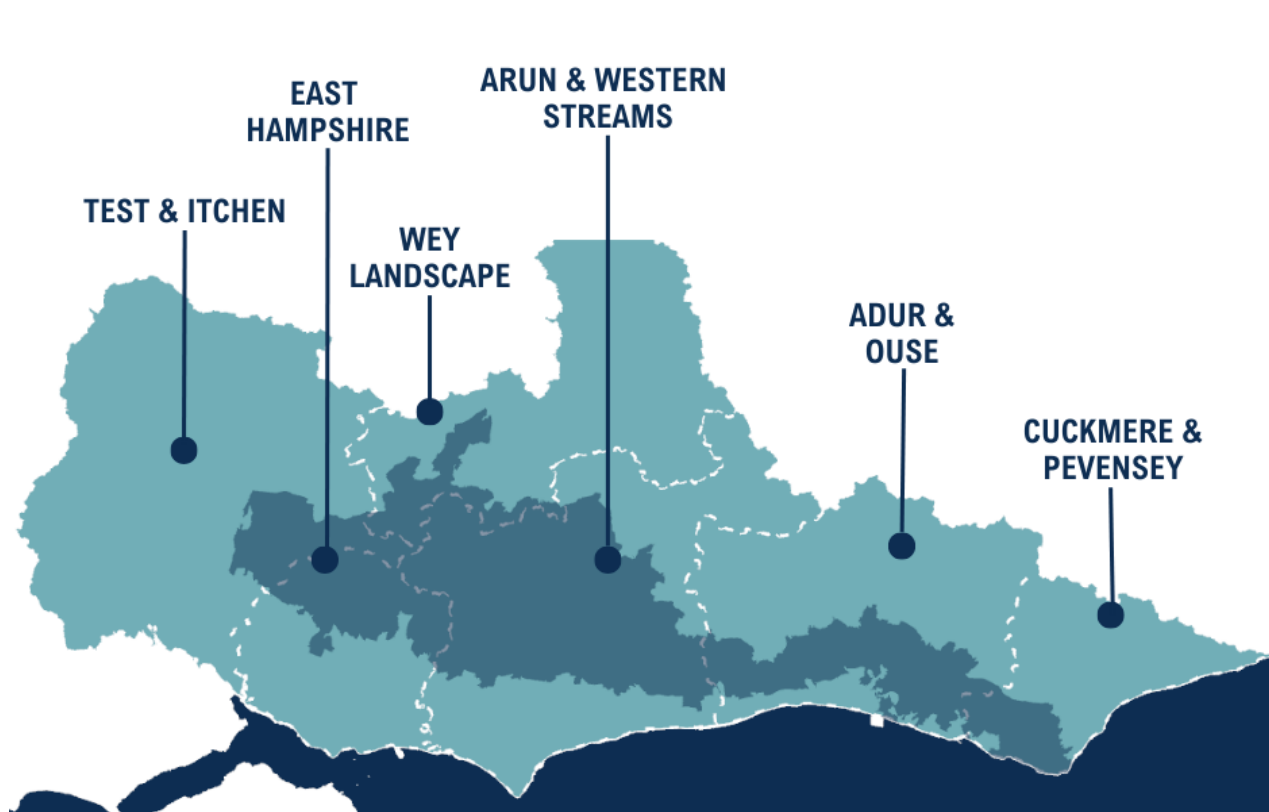 EAST
HAMPSHIRE
ARUN & WESTERN
STREAMS
TEST & ITCHEN
WEY
LANDSCAPE
ADUR &
OUSE
CUCKMERE &
PEVENSEY